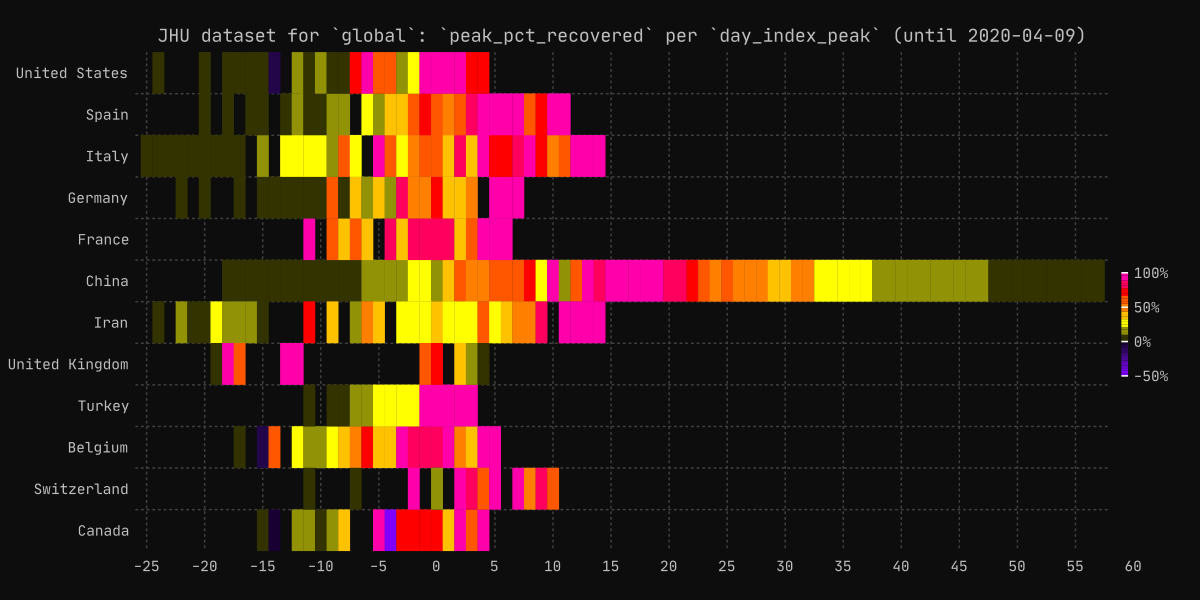 JHU dataset for `global`: `peak_pct_recovered` per `day_index_peak` (until 2020-04-09)
United States
Spain
Italy
Germany
France
China
Iran
United Kingdom
Turkey
Belgium
Switzerland
Canada
-25 -20 -15 -10 -5 0 5 10 15 20 25 30 35 40 45 50 55 60
100%
50%
0%
-50%